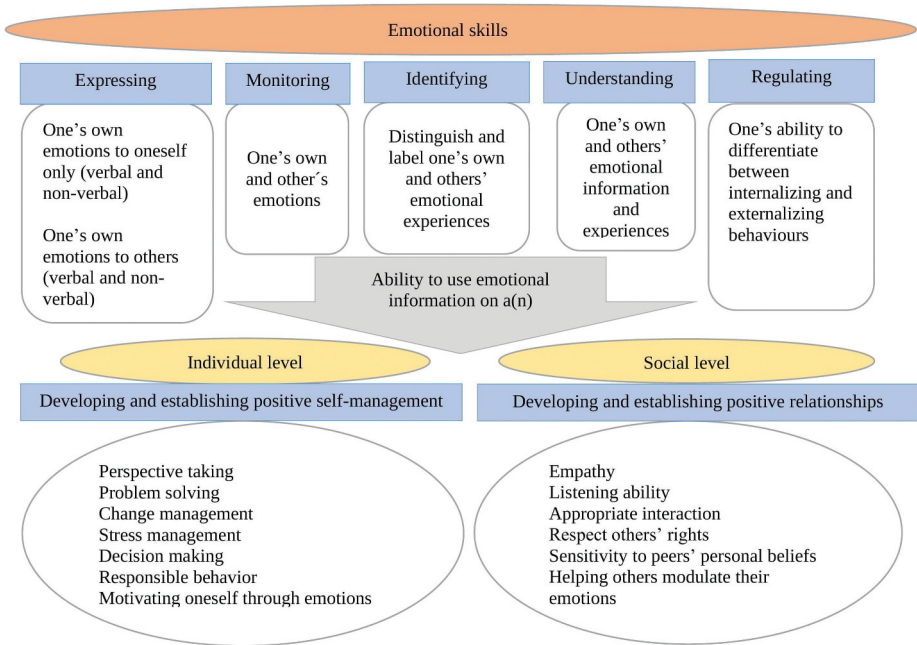 Emotional skills
Expressing
One’s own
emotions to oneself
only (verbal and
non-verbal)
One’s own
emotions to others
(verbal and non-
verbal)
Monitoring
One’s own
and other´s
emotions
Identifying
Distinguish and
label one’s own
and others’
emotional
experiences
Understanding
One’s own
and others’
emotional
information
and
experiences
Regulating
One’s ability to
differentiate
between
internalizing and
externalizing
behaviours
Ability to use emotional
information on a(n)
Individual level
Developing and establishing positive self-management
Perspective taking
Problem solving
Change management
Stress management
Decision making
Responsible behavior
Motivating oneself through emotions
Social level
Developing and establishing positive relationships
Empathy
Listening ability
Appropriate interaction
Respect others’ rights
Sensitivity to peers’ personal beliefs
Helping others modulate their
emotions